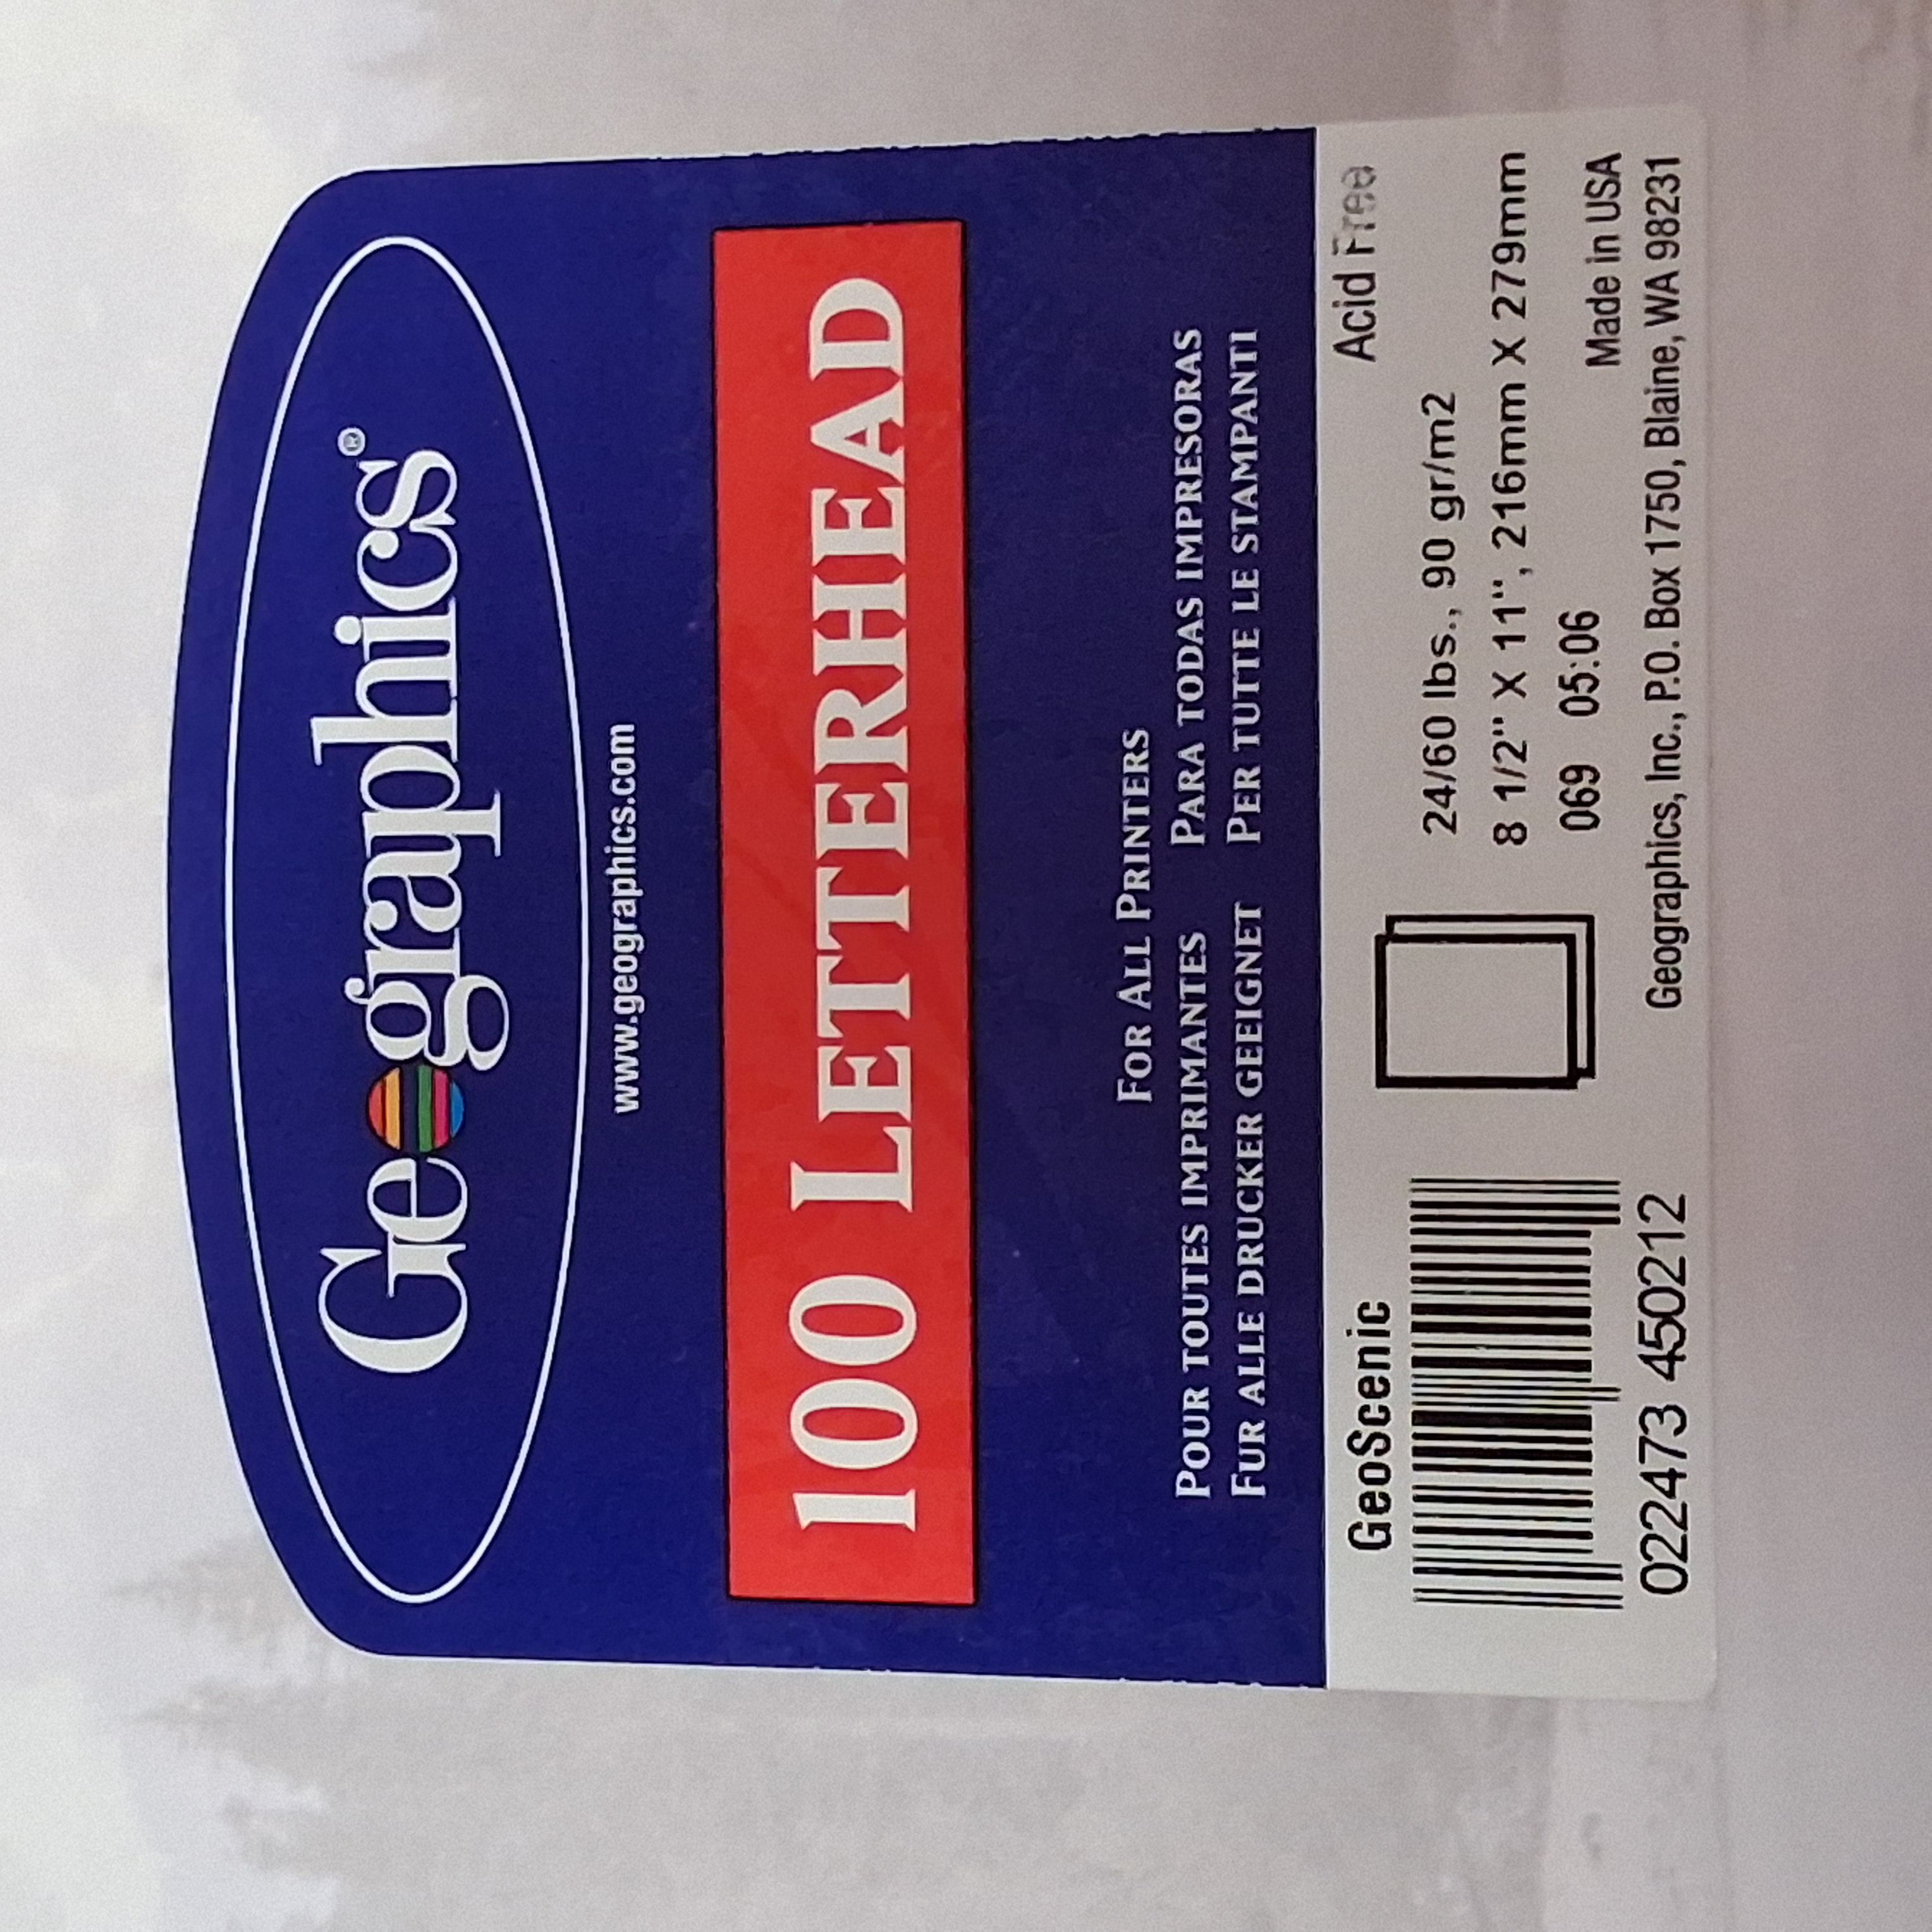 Geographics®
www.geographics.com
100 LETTERHEAD
FOR ALL PRINTERS
POUR TOUTES IMPRIMANTES PARA TODAS IMPRESORAS
FUR ALLE DRUCKER GEEIGNET PER TUTTE LE STAMPANTI
GeoScenic
Acid Free
24/60 lbs., 90 gr/m2
8 1/2" X 11", 216mm X 279mm
069 05:06
Made in USA
022473 450212
Geographics, Inc., P.O. Box 1750, Blaine, WA 98231